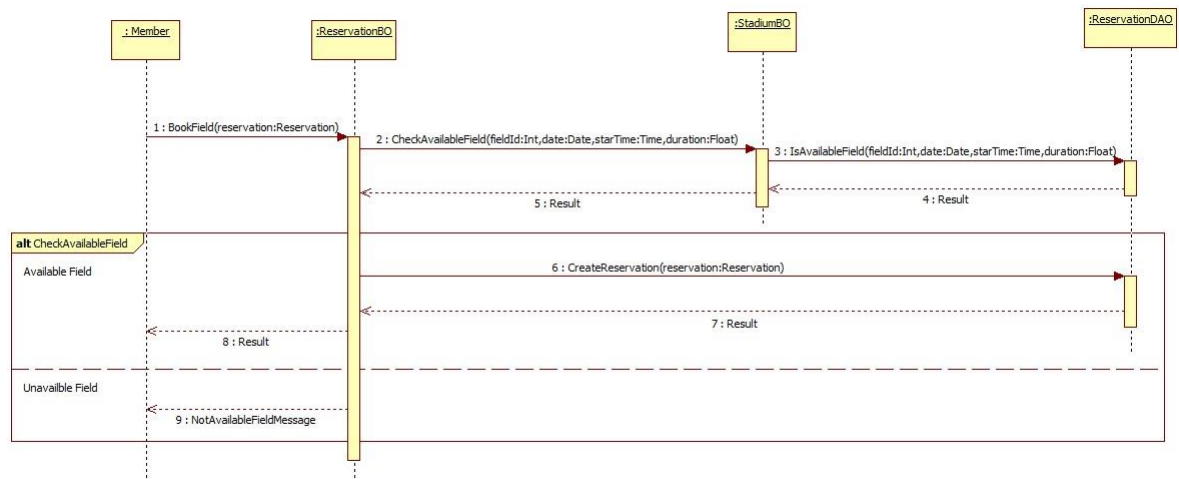 : Member
:ReservationBO
:StadiumBO
:ReservationDAO
1 : BookField(reservation:Reservation)
2 : CheckAvailableField(fieldId:Int,date:Date,starTime:Time,duration:Float)
3 : IsAvailableField(fieldId:Int,date:Date,starTime:Time,duration:Float)
4 : Result
5 : Result
alt CheckAvailableField
Available Field
6 : CreateReservation(reservation:Reservation)
7 : Result
8 : Result
Unavailble Field
9 : NotAvailableFieldMessage